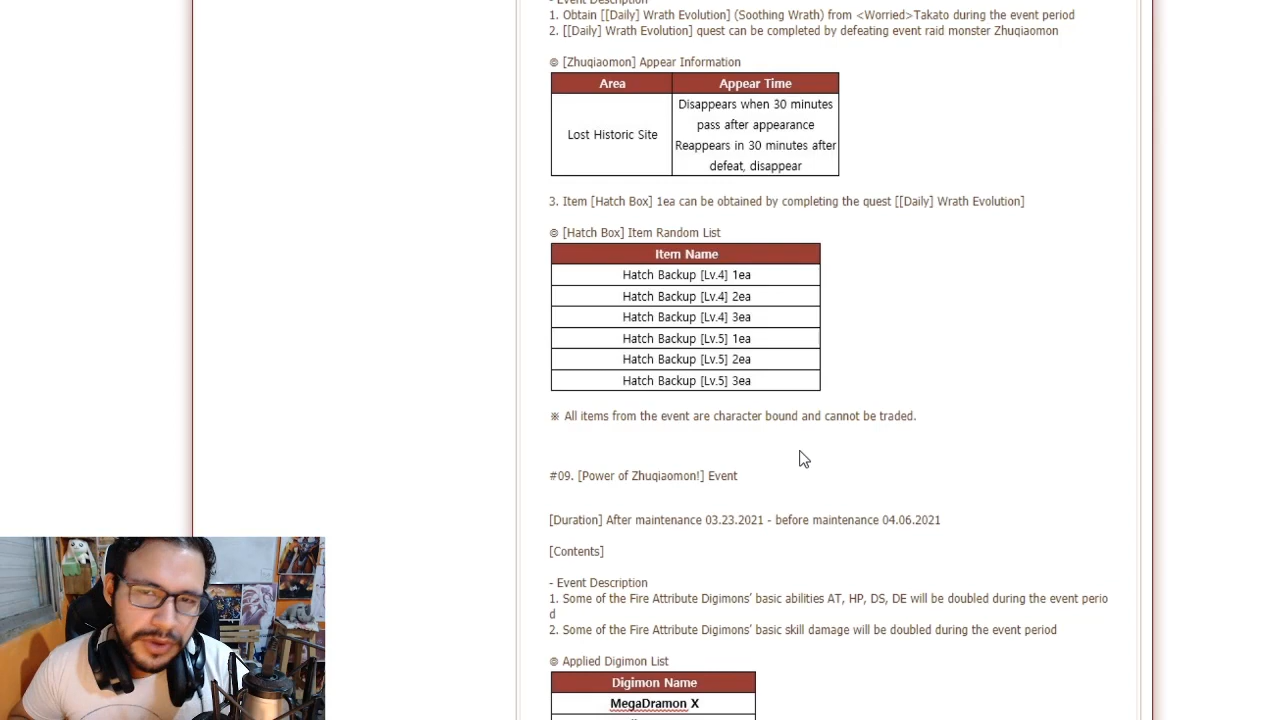 - Event Description
1. Obtain [[Daily] Wrath Evolution] (Soothing Wrath) from <Worried>Takato during the event period
2. [[Daily] Wrath Evolution] quest can be completed by defeating event raid monster Zhuqiaomon
◎ [Zhuqiaomon] Appear Information
Area Appear Time
Disappears when 30 minutes
pass after appearance
Lost Historic Site
Reappears in 30 minutes after
defeat, disappear
3. Item [Hatch Box] 1ea can be obtained by completing the quest [[Daily] Wrath Evolution]
◎ [Hatch Box] Item Random List
Item Name
Hatch Backup [Lv.4] 1ea
Hatch Backup [Lv.4] 2ea
Hatch Backup [Lv.4] 3ea
Hatch Backup [Lv.5] 1ea
Hatch Backup [Lv.5] 2ea
Hatch Backup [Lv.5] 3ea
※ All items from the event are character bound and cannot be traded.
#09. [Power of Zhuqiaomon!] Event
[Duration] After maintenance 03.23.2021 - before maintenance 04.06.2021
[Contents]
- Event Description
1. Some of the Fire Attribute Digimons' basic abilities AT, HP, DS, DE will be doubled during the event perio
d
2. Some of the Fire Attribute Digimons' basic skill damage will be doubled during the event period
◎ Applied Digimon List
Digimon Name
MegaDramon X